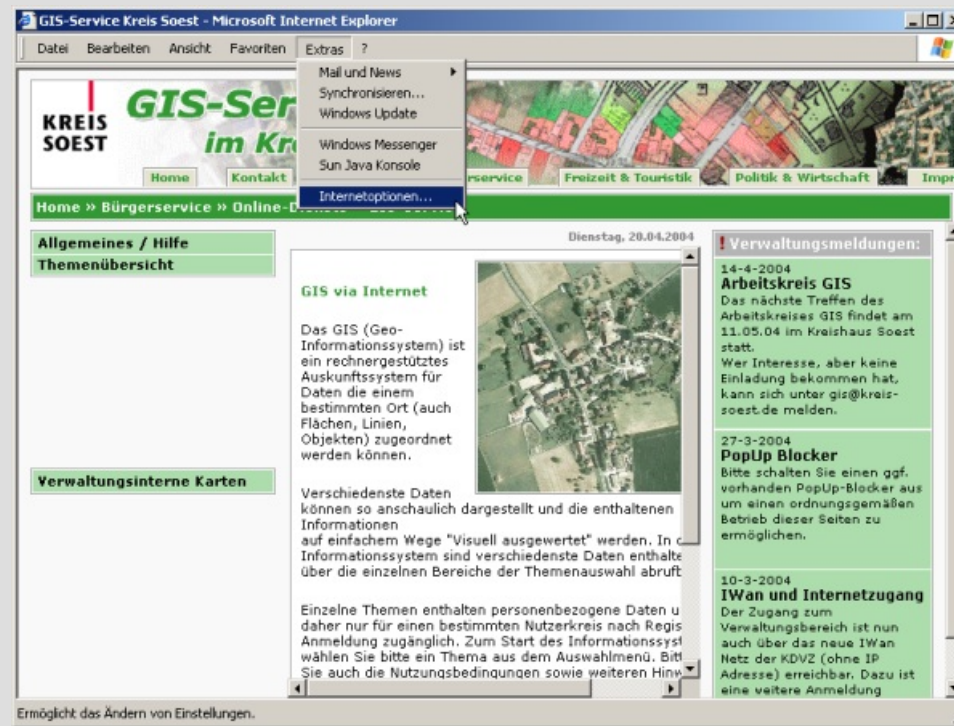 GIS-Service Kreis Soest - Microsoft Internet Explorer
Datei Bearbeiten Ansicht Favoriten Extras ?
Mail und News
Synchronisieren...
Windows Update
Windows Messenger
Sun Java Konsole
Internetoptionen...
KREIS
SOEST
GIS-Ser
im Kr
Home Kontakt rservice Freizeit & Touristik Politik & Wirtschaft Impr
Home » Bürgerservice » Online-
Allgemeines / Hilfe
Themenübersicht
Verwaltungsinterne Karten
Dienstag, 20.04.2004
GIS via Internet
Das GIS (Geo-
Informationssystem) ist
ein rechnergestütztes
Auskunftssystem für
Daten die einem
bestimmten Ort (auch
Flächen, Linien,
Objekten) zugeordnet
werden können.
Verschiedenste Daten
können so anschaulich dargestellt und die enthaltenen
Informationen
auf einfachem Wege "Visuell ausgewertet" werden. In
Informationssystem sind verschiedenste Daten enthalte
über die einzelnen Bereiche der Themenauswahl abruft
Einzelne Themen enthalten personenbezogene Daten u
daher nur für einen bestimmten Nutzerkreis nach Regis
Anmeldung zugänglich. Zum Start des Informationssyst
wählen Sie bitte ein Thema aus dem Auswahlmenü. Bitt
Sie auch die Nutzungsbedingungen sowie weiteren Hinw
! Verwaltungsmeldungen:
14-4-2004
Arbeitskreis GIS
Das nächste Treffen des
Arbeitskreises GIS findet am
11.05.04 im Kreishaus Soest
statt.
Wer Interesse, aber keine
Einladung bekommen hat,
kann sich unter gis@kreis-
soest.de melden.
27-3-2004
PopUp Blocker
Bitte schalten Sie einen ggf.
vorhanden PopUp-Blocker aus
um einen ordnungsgemäßen
Betrieb dieser Seiten zu
ermöglichen.
10-3-2004
IWan und Internetzugang
Der Zugang zum
Verwaltungsbereich ist nun
auch über das neue IWan
Netz der KDVZ (ohne IP
Adresse) erreichbar. Dazu ist
eine weitere Anmeldung
Ermöglicht das Ändern von Einstellungen.